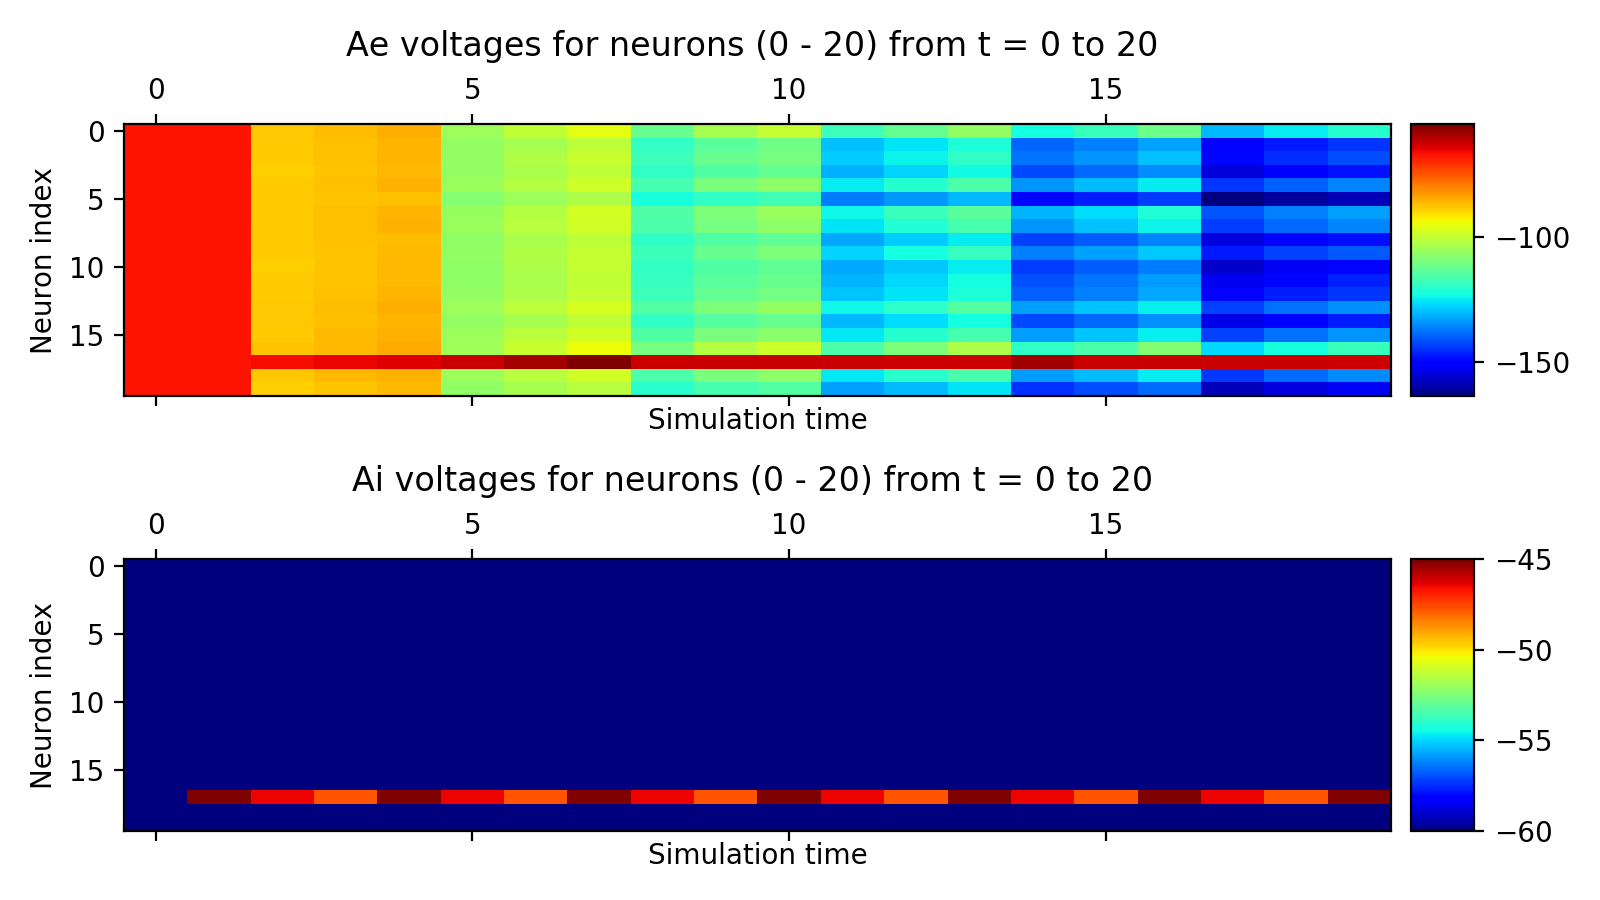 Ae voltages for neurons (0 - 20) from t = 0 to 20
0 5 10 15
0
5
10
15
Neuron index
Simulation time
−100
−150
Ai voltages for neurons (0 - 20) from t = 0 to 20
0 5 10 15
0
5
10
15
Neuron index
Simulation time
−45
−50
−55
−60